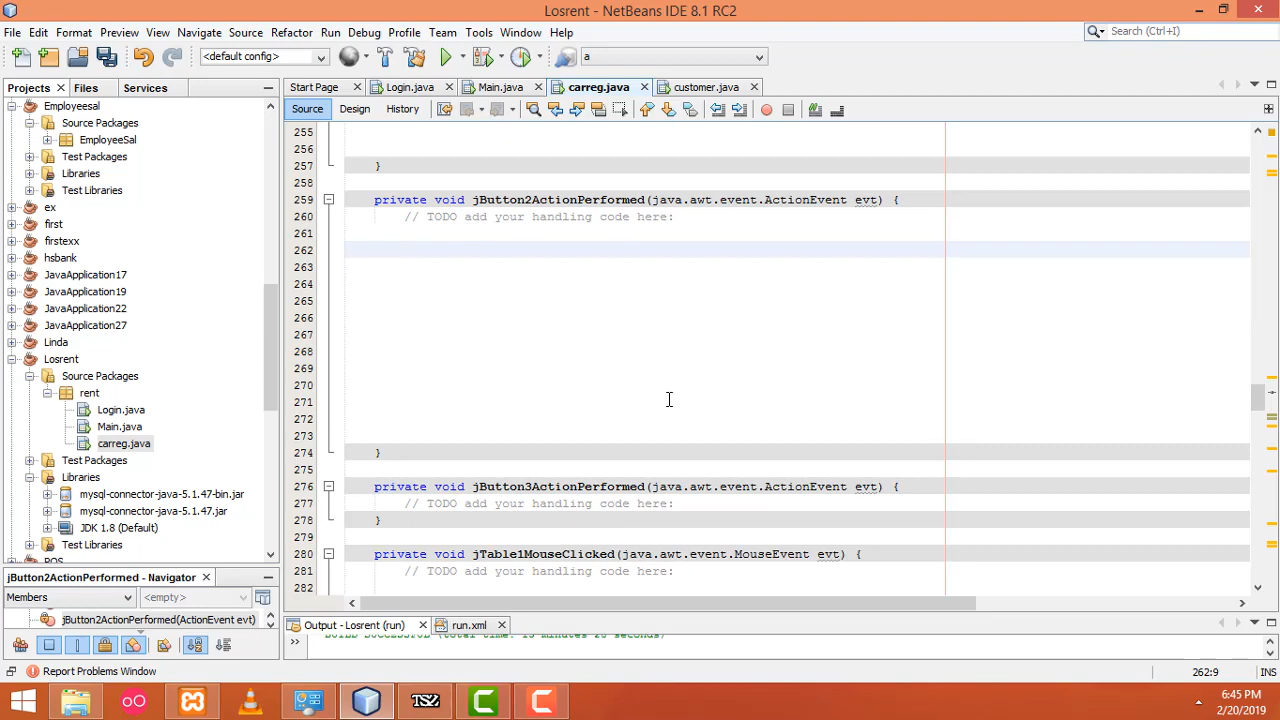 Losrent - NetBeans IDE 8.1 RC2
File Edit Format Preview View Navigate Source Refactor Run Debug Profile Team Tools Window Help
Search (Ctrl+I)
<default config>
a
Projects Files Services
Start Page Login.java Main.java carreg.java customer.java
Source Design History
Employeesal
Source Packages
EmployeeSal
Test Packages
Libraries
Test Libraries
ex
first
firstexx
hsbank
JavaApplication17
JavaApplication19
JavaApplication22
JavaApplication27
Linda
Losrent
Source Packages
rent
Login.java
Main.java
carreg.java
Test Packages
Libraries
mysql-connector-java-5.1.47-bin.jar
mysql-connector-java-5.1.47.jar
JDK 1.8 (Default)
Test Libraries
255
256
257 }
258
259 private void jButton2ActionPerformed(java.awt.event.ActionEvent evt) {
260 // TODO add your handling code here:
261
262
263
264
265
266
267
268
269
270
271
272
273
274 }
275
276 private void jButton3ActionPerformed(java.awt.event.ActionEvent evt) {
277 // TODO add your handling code here:
278 }
279
280 private void jTable1MouseClicked(java.awt.event.MouseEvent evt) {
281 // TODO add your handling code here:
282
jButton2ActionPerformed - Navigator
Members <empty>
jButton2ActionPerformed(ActionEvent evt)
Output - Losrent (run) run.xml
Report Problems Window
262:9 INS
TS2
6:45 PM
2/20/2019